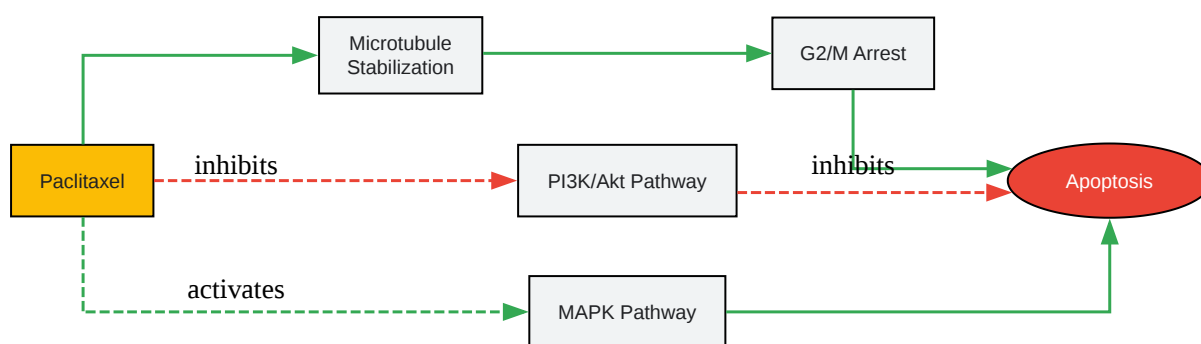 Microtubule
Stabilization
G2/M Arrest
Paclitaxel
inhibits
PI3K/Akt Pathway
inhibits
Apoptosis
activates
MAPK Pathway